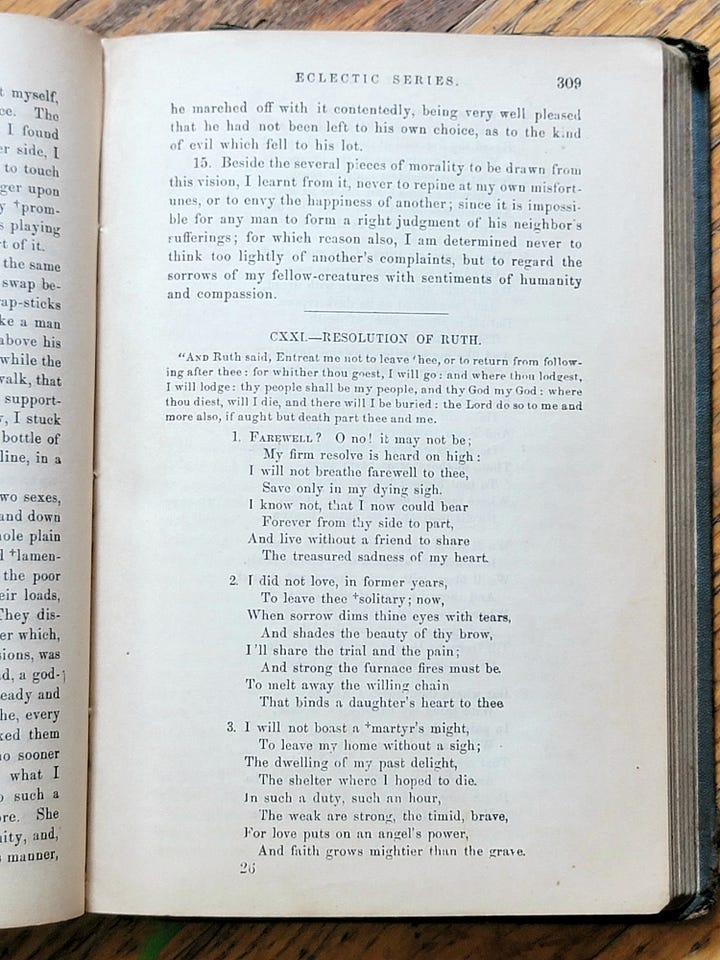 t myself,
ce. The
I found
er side, I
to touch
ger upon
y +prom-
s playing
t of it.
the same
swap be-
ap-sticks
ke a man
above his
while the
walk, that
support-
, I stuck
bottle of
line, in a
wo sexes,
and down
hole plain
d +lamen-
the poor
eir loads,
They dis-
er which,
sions, was
d, a god-
eady and
he, every
ked them
no sooner
what I
o such a
ore. She
nity, and,
s manner,
ECLECTIC SERIES. 309
he marched off with it contentedly, being very well pleased
that he had not been left to his own choice, as to the kind
of evil which fell to his lot.
15. Beside the several pieces of morality to be drawn from
this vision, I learnt from it, never to repine at my own misfort-
unes, or to envy the happiness of another; since it is impossi-
ble for any man to form a right judgment of his neighbor's
sufferings; for which reason also, I am determined never to
think too lightly of another's complaints, but to regard the
sorrows of my fellow-creatures with sentiments of humanity
and compassion.
CXXI.—RESOLUTION OF RUTH.
"AND Ruth said, Entreat me not to leave 'hee, or to return from follow-
ing after thee: for whither thou goest, I will go: and where thou lodgest,
I will lodge: thy people shall be my people, and thy God my God: where
thou diest, will I die, and there will I be buried: the Lord do so to me and
more also, if aught but death part thee and me.
1. FAREWELL? O no! it may not be;
My firm resolve is heard on high:
I will not breathe farewell to thee,
Save only in my dying sigh.
I know not, that I now could bear
Forever from thy side to part,
And live without a friend to share
The treasured sadness of my heart.
2. I did not love, in former years,
To leave thee +solitary; now,
When sorrow dims thine eyes with tears,
And shades the beauty of thy brow,
I'll share the trial and the pain;
And strong the furnace fires must be.
To melt away the willing chain
That binds a daughter's heart to thee
3. I will not boast a +martyr's might,
To leave my home without a sigh;
The dwelling of my past delight,
The shelter where I hoped to die.
In such a duty, such an hour,
The weak are strong, the timid, brave,
For love puts on an angel's power,
And faith grows mightier than the grave.
26